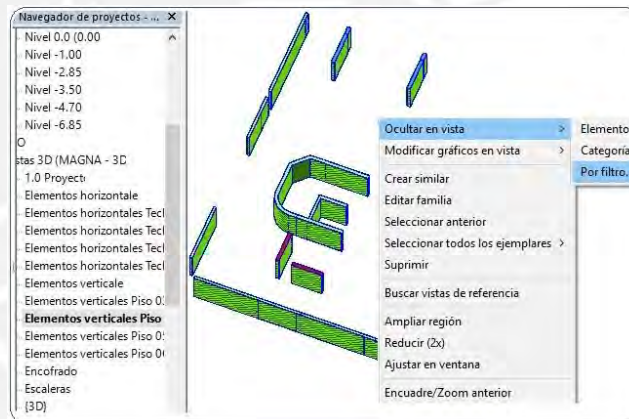 Navegador de proyectos - ... X
Nivel 0.0 (0.00
Nivel -1.00
Nivel -2.85
Nivel -3.50
Nivel -4.70
Nivel -6.85
O
stas 3D (MAGNA - 3D
1.0 Proyect
Elementos horizontale
Elementos horizontales Tecl
Elementos horizontales Tecl
Elementos horizontales Tecl
Elementos horizontales Tecl
Elementos verticale
Elementos verticales Piso 0
Elementos verticales Piso
Elementos verticales Piso 0
Elementos verticales Piso 0
Encofrado
Escaleras
{3D}
Ocultar en vista >
Modificar gráficos en vista >
Crear similar
Editar familia
Seleccionar anterior
Seleccionar todos los ejemplares >
Suprimir
Buscar vistas de referencia
Ampliar región
Reducir (2x)
Ajustar en ventana
Encuadre/Zoom anterior
Elemento
Categoría
Por filtro.